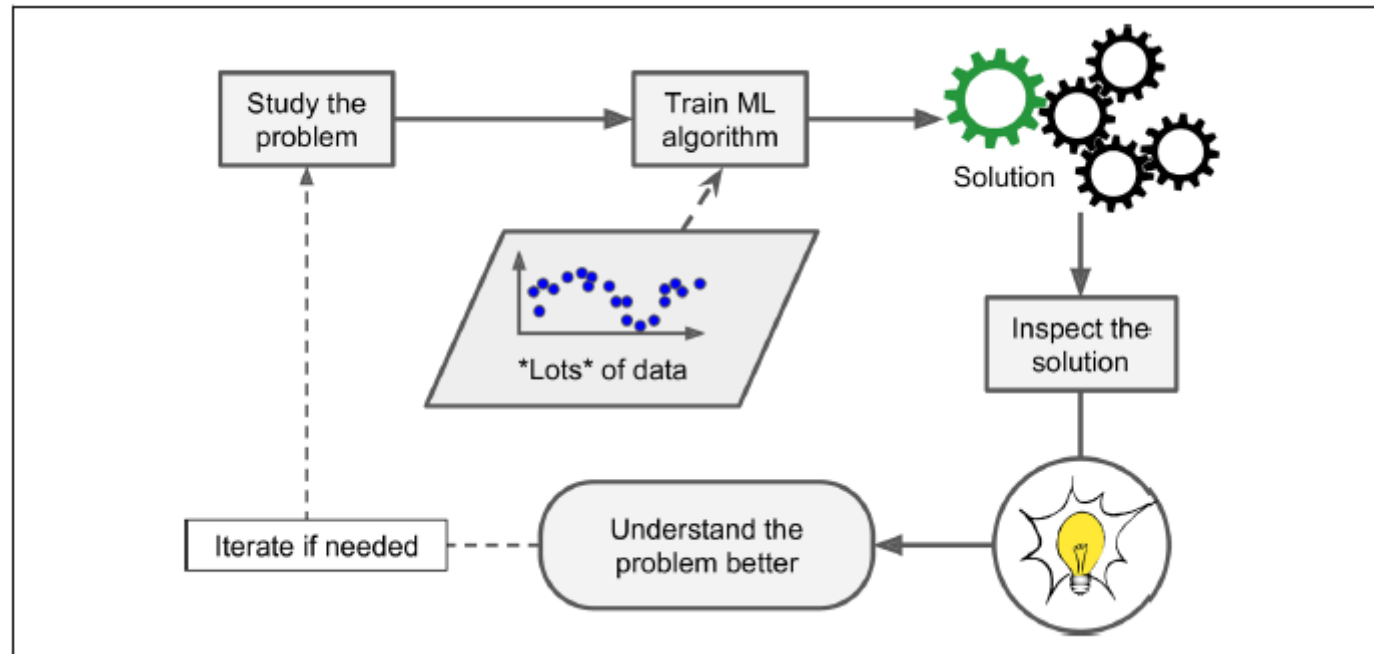 Study the
problem
Train ML
algorithm
Solution
*Lots* of data
Inspect the
solution
Understand the
problem better
Iterate if needed